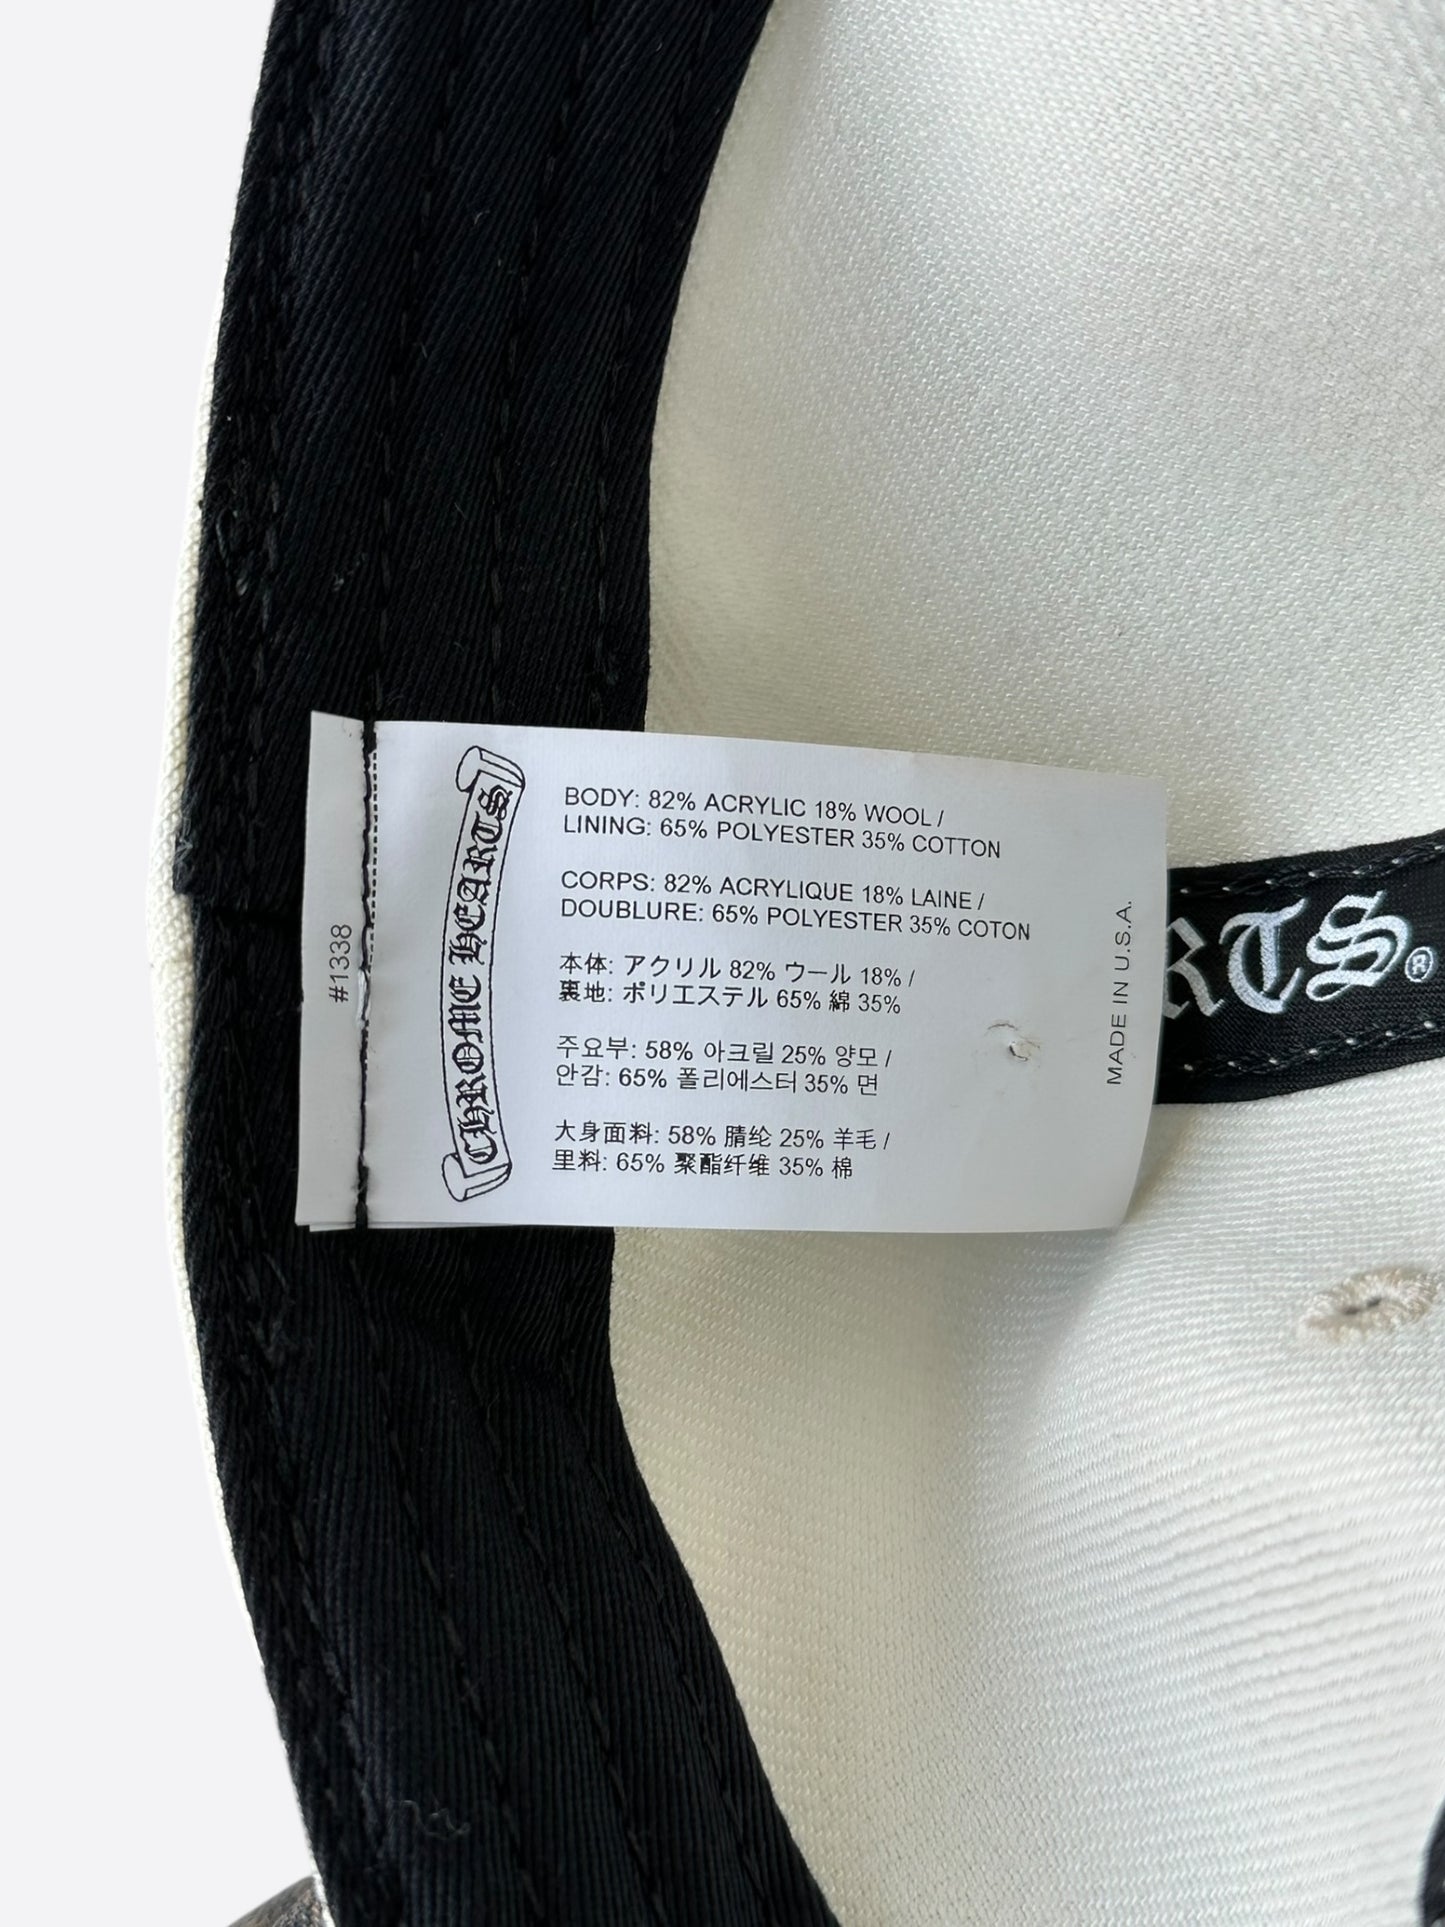 #1338
CHROME HEARTS
BODY: 82% ACRYLIC 18% WOOL /
LINING: 65% POLYESTER 35% COTTON
CORPS: 82% ACRYLIQUE 18% LAINE /
DOUBLURE: 65% POLYESTER 35% COTON
本体: アクリル 82% ウール 18% /
裏地: ポリエステル 65% 綿 35%
주요부: 58% 아크릴 25% 양모 /
안감: 65% 폴리에스터 35% 면
大身面料: 58% 腈纶 25% 羊毛 /
里料: 65% 聚酯纤维 35% 棉
MADE IN U.S.A.
RTS®